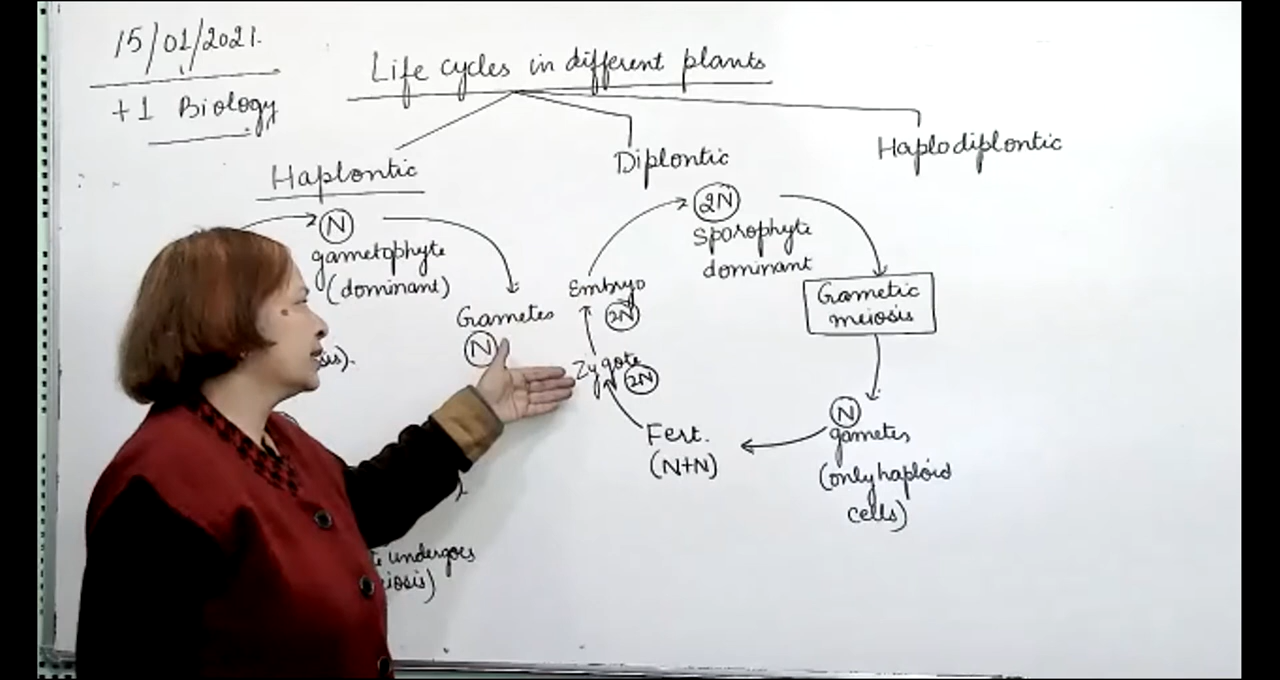 15/01/2021.
+1 Biology
Life cycles in different plants
Haplontic
N
gametophyte
(dominant)
Gametes
N
undergoes
Diplontic
2N
Sporophyte
dominant
Gametic
meiosis
N
gametes
(only haploid
cells)
Fert.
(N+N)
Zygote
2N
Embryo
2N
Haplodiplontic